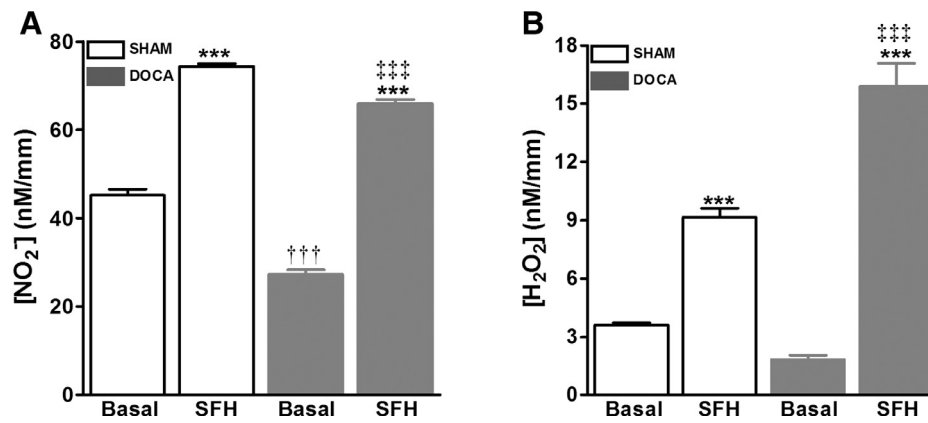 A
[NO₂⁻] (nM/mm)
80
60
40
20
0
SHAM
DOCA
***
†††
‡‡‡
***
Basal SFH Basal SFH
B
[H₂O₂] (nM/mm)
18
15
12
9
6
3
0
SHAM
DOCA
***
‡‡‡
***
Basal SFH Basal SFH